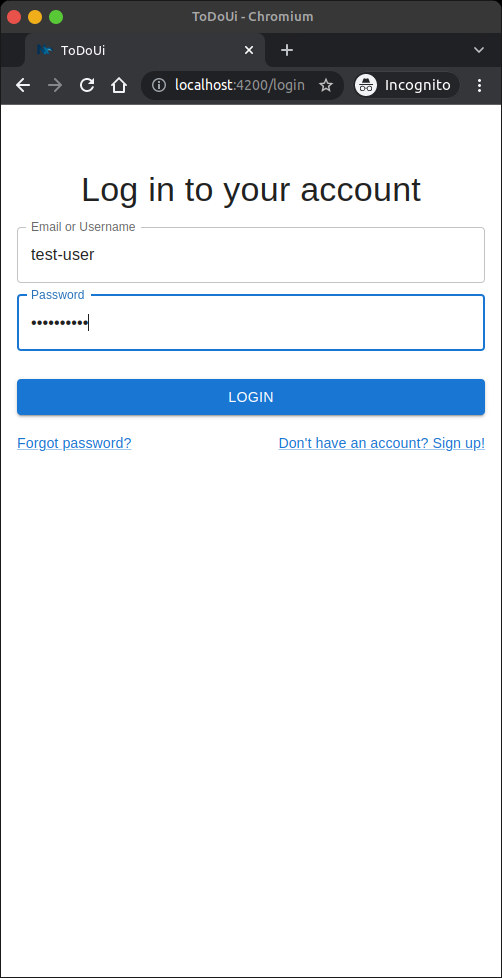 ToDoUi - Chromium
ToDoUi
localhost:4200/login
Incognito
Log in to your account
Email or Username
test-user
Password
••••••••••
LOGIN
Forgot password?
Don't have an account? Sign up!